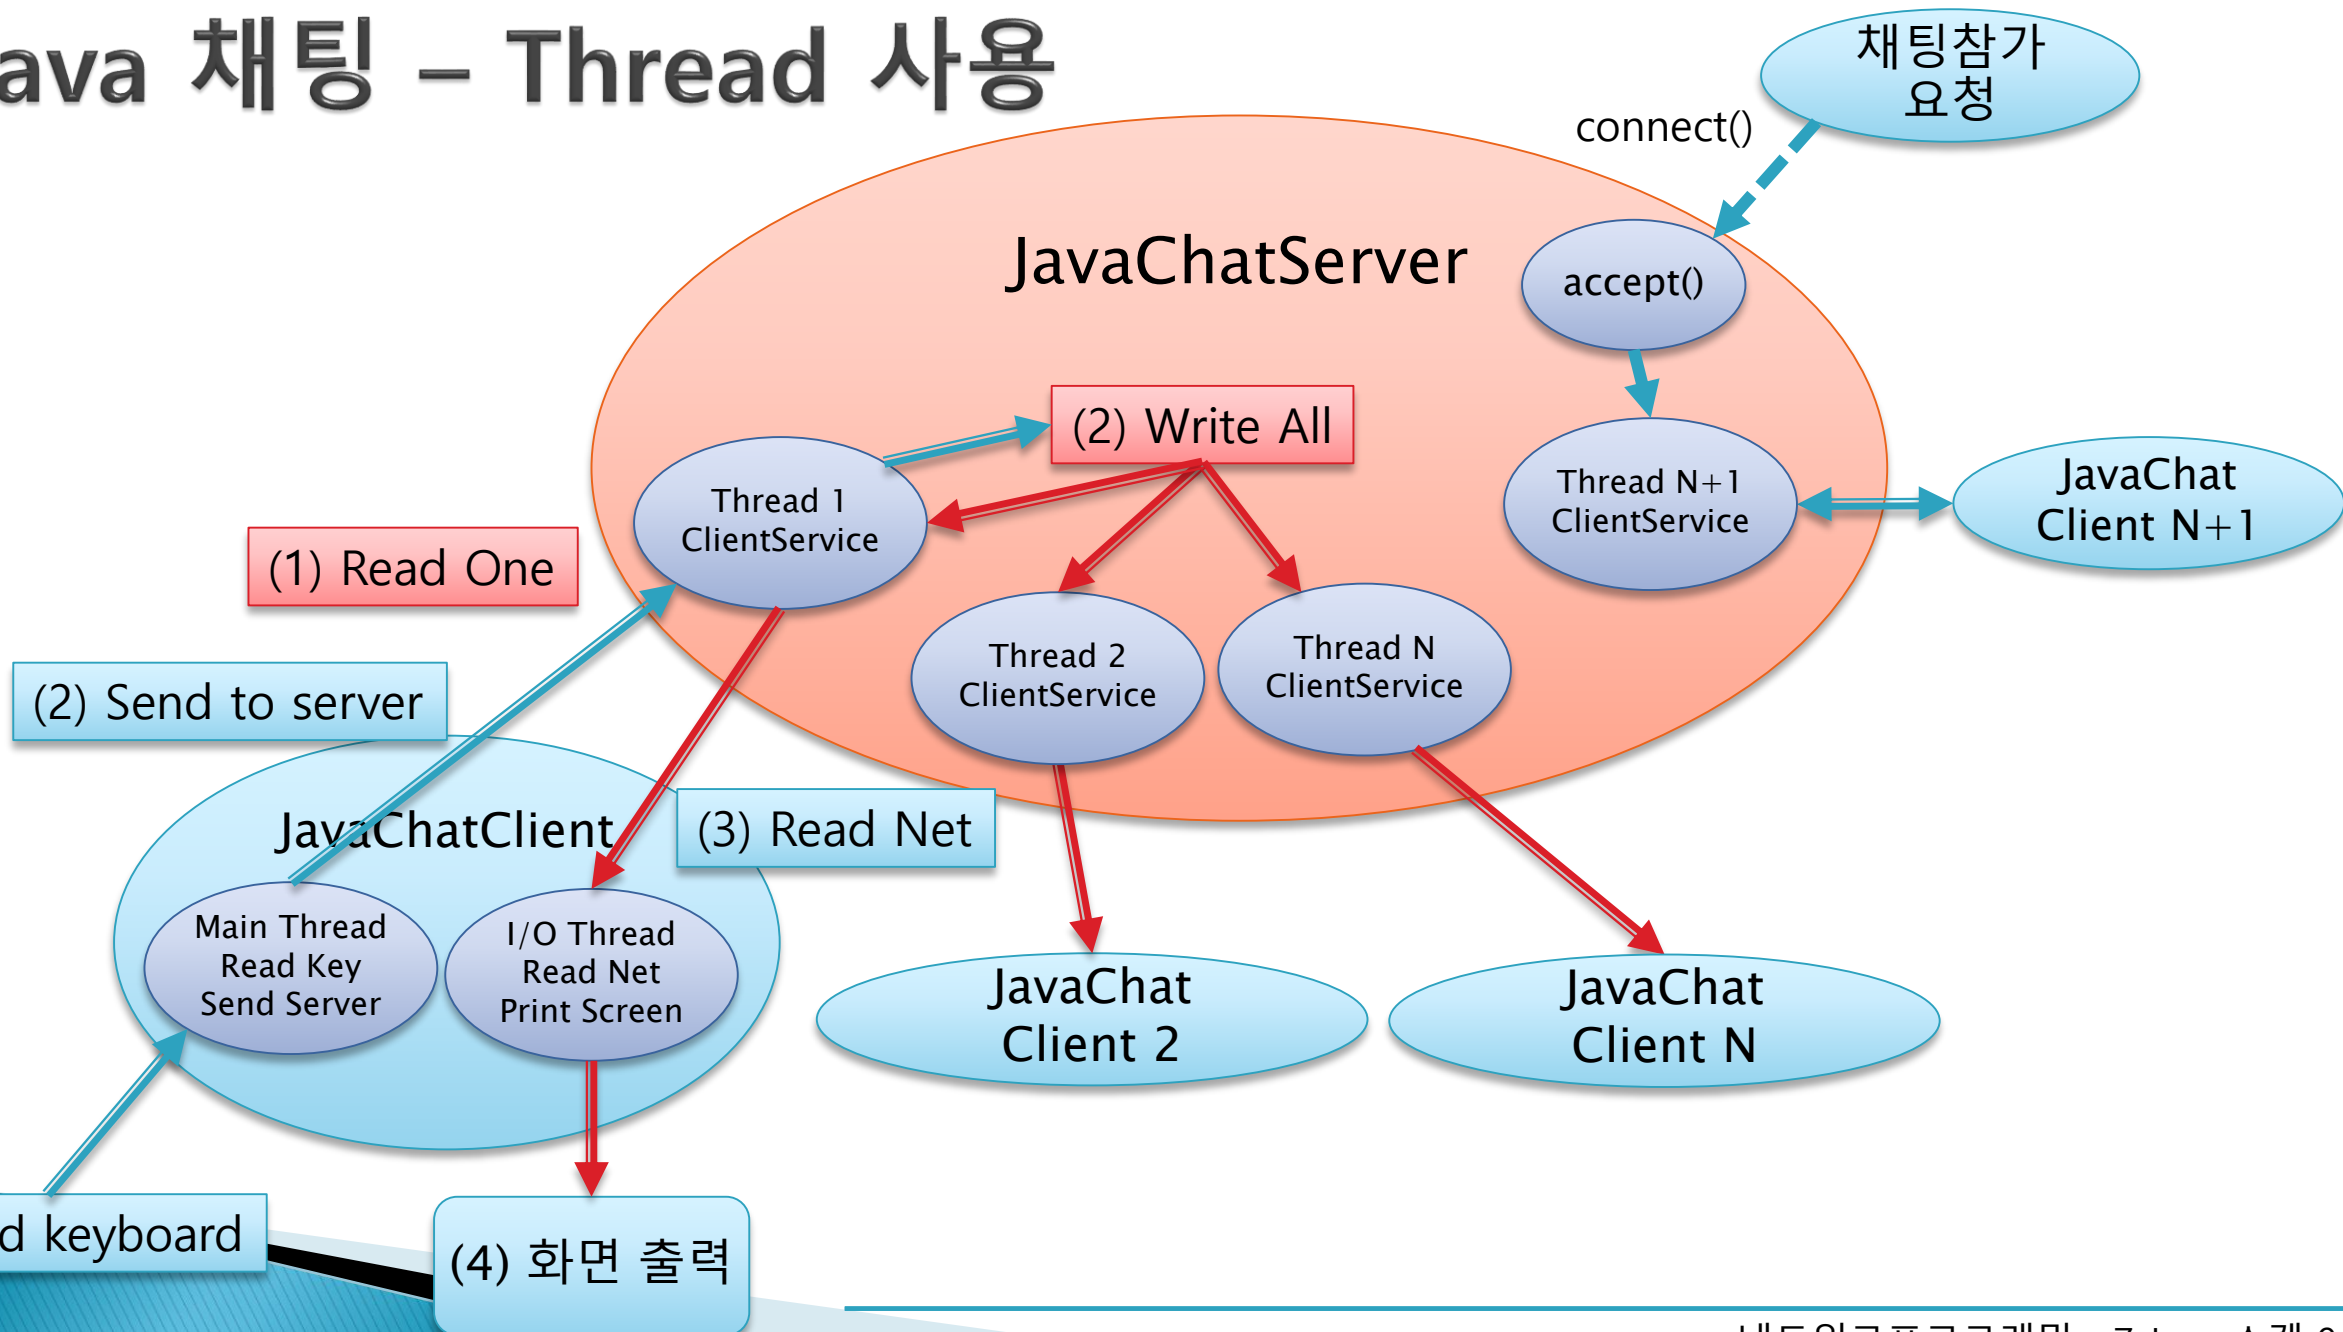 ava 채팅 – Thread 사용
채팅참가
요청
connect()
JavaChatServer
accept()
(2) Write All
Thread 1
ClientService
Thread N+1
ClientService
JavaChat
Client N+1
(1) Read One
Thread 2
ClientService
Thread N
ClientService
(2) Send to server
JavaChatClient
(3) Read Net
Main Thread
Read Key
Send Server
I/O Thread
Read Net
Print Screen
JavaChat
Client 2
JavaChat
Client N
d keyboard
(4) 화면 출력